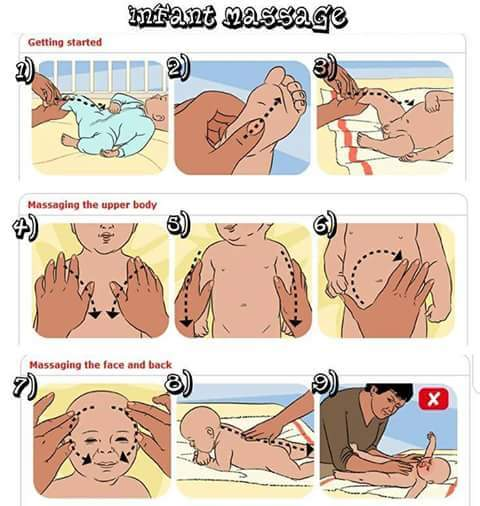 infant massage
Getting started
1) 2) 3)
Massaging the upper body
4) 5) 6)
Massaging the face and back
7) 8) 9)
X